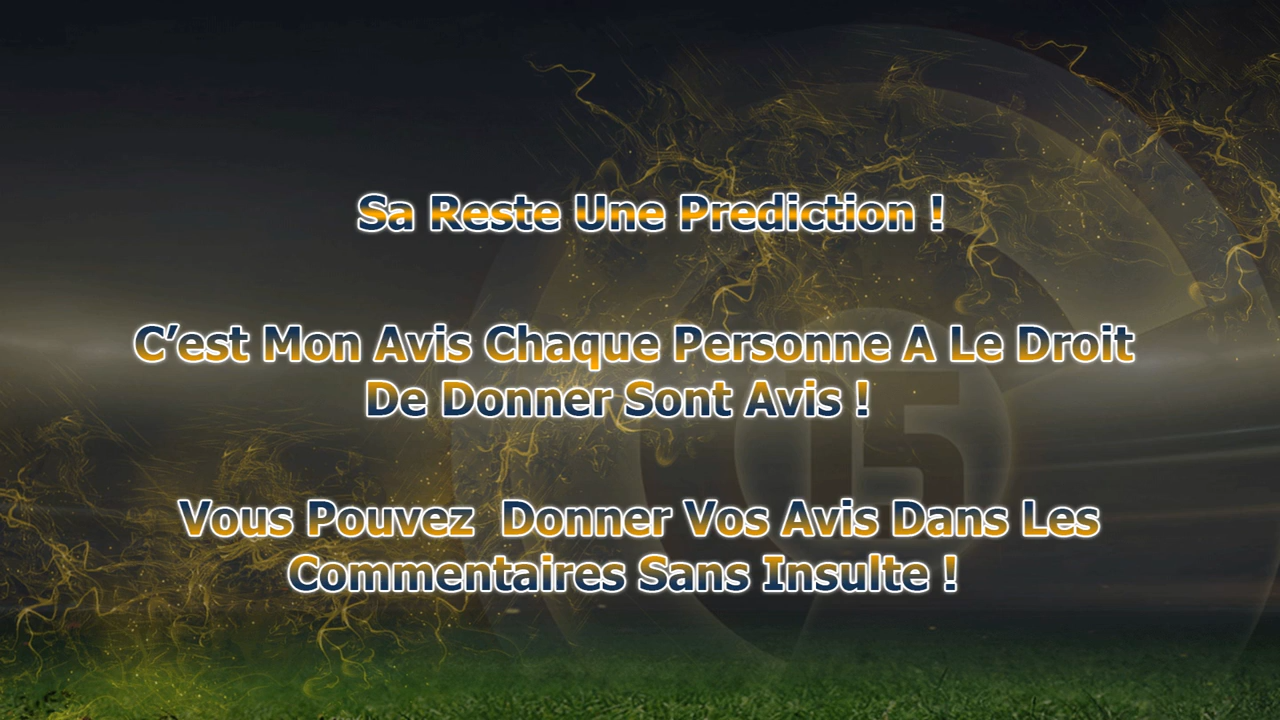 Sa Reste Une Prediction !
C’est Mon Avis Chaque Personne A Le Droit
De Donner Sont Avis !
Vous Pouvez  Donner Vos Avis Dans Les
Commentaires Sans Insulte !
15